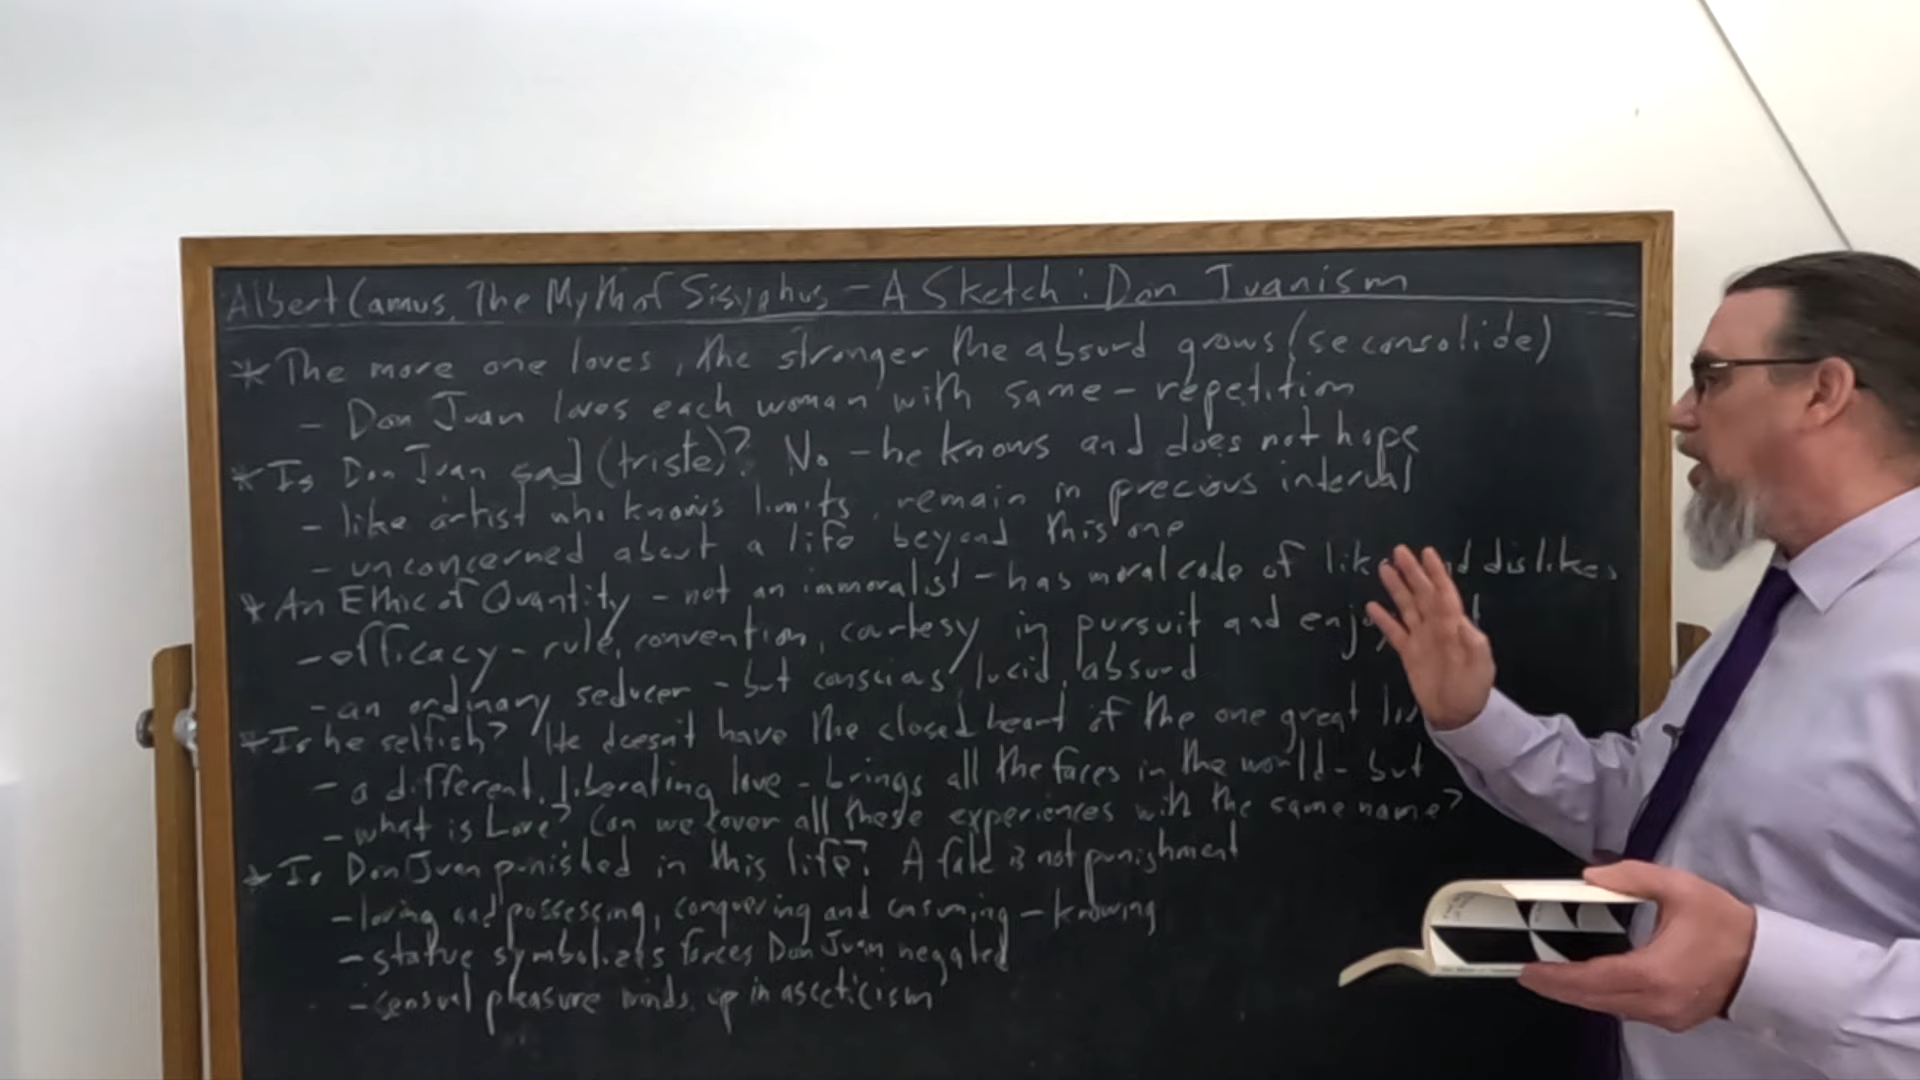 Albert Camus, The Myth of Sisyphus - A Sketch: Don Juanism
* The more one loves, the stronger the absurd grows (se consolide)
- Don Juan loves each woman with same - repetition
* Is Don Juan sad (triste)? No - he knows and does not hope
- like artist who knows limits, remain in precious interval
- unconcerned about a life beyond this one
* An Ethic of Quantity - not an immoralist - has moral code of like nd dislikes
- efficacy - rule, convention, courtesy in pursuit and enjo
- an ordinary seducer - but conscious, lucid, absurd
* Is he selfish? He doesn't have the closed heart of the one great
- a different, liberating love - brings all the faces in the world - but
- what is Love? Can we cover all these experiences with the same name?
* Is Don Juan punished in this life? A fate is not punishment
- loving and possessing, conquering and consuming - knowing
- statue symbolizes forces Don Juan negated
- sensual pleasure winds up in asceticism